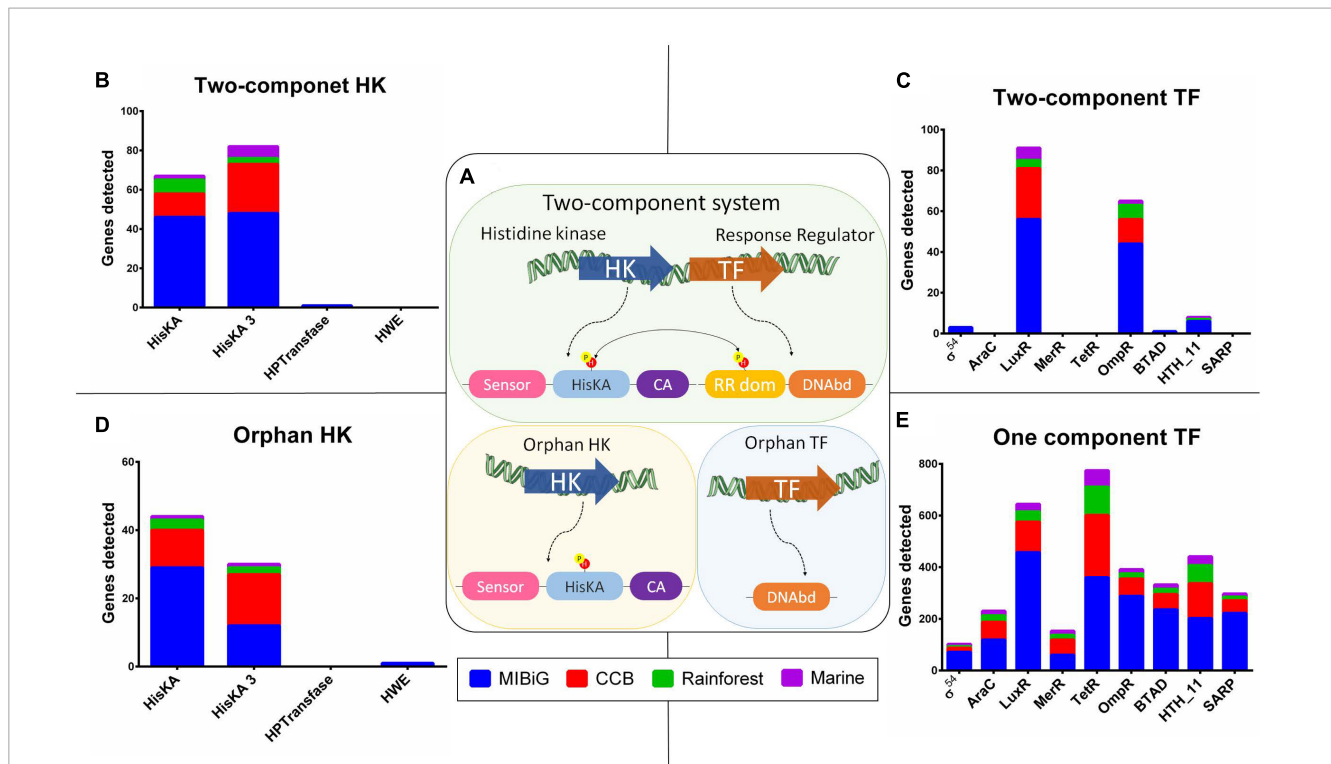 B
Two-componet HK
Genes detected
100
80
60
40
20
0
HisKA
HisKA 3
HPTransfase
HWE
C
Two-component TF
Genes detected
100
80
60
40
20
0
σ54
AraC
LuxR
MerR
TetR
OmpR
BTAD
HTH_11
SARP
A
Two-component system
Histidine kinase
Response Regulator
HK
TF
P
H
P
Sensor
HisKA
CA
RR dom
DNAbd
Orphan HK
HK
P
H
Sensor
HisKA
CA
Orphan TF
TF
DNAbd
D
Orphan HK
Genes detected
60
40
20
0
HisKA
HisKA 3
HPTransfase
HWE
E
One component TF
Genes detected
800
600
400
200
0
σ54
AraC
LuxR
MerR
TetR
OmpR
BTAD
HTH_11
SARP
MIBiG
CCB
Rainforest
Marine